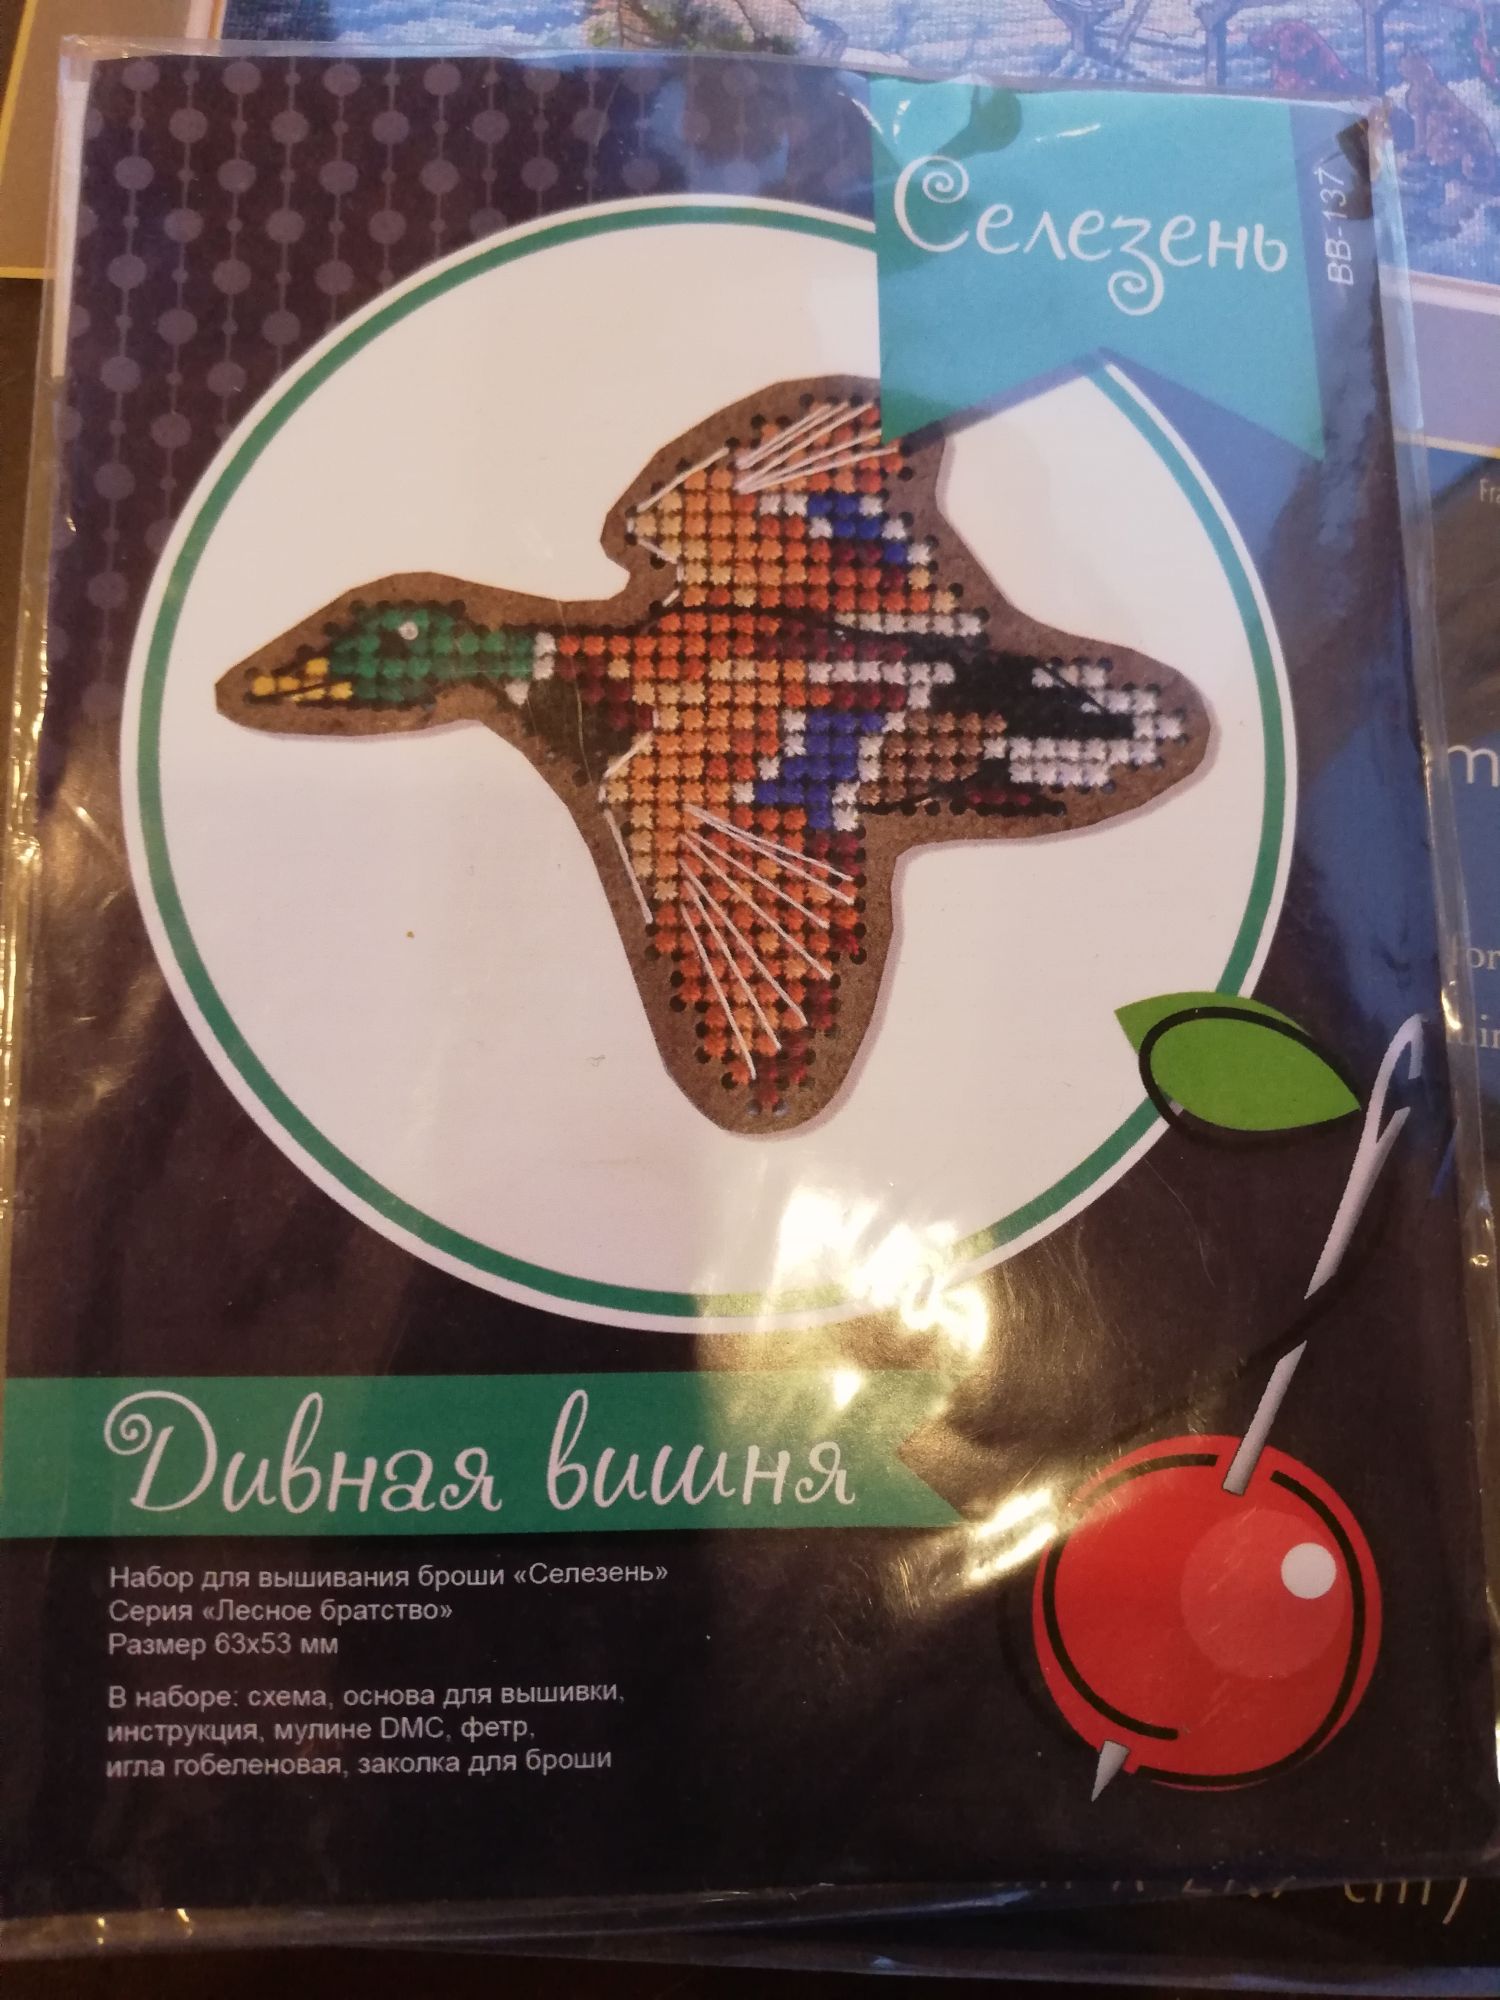 Селезень
ВВ-137
Дивная вишня
Набор для вышивания броши «Селезень»
Серия «Лесное братство»
Размер 63х53 мм
В наборе: схема, основа для вышивки,
инструкция, мулине DMC, фетр,
игла гобеленовая, заколка для броши